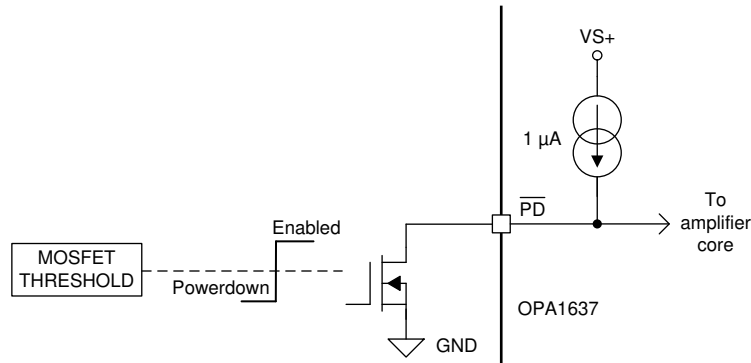 VS+
1 µA
PD
To
amplifier
core
Enabled
MOSFET
THRESHOLD
Powerdown
OPA1637
GND